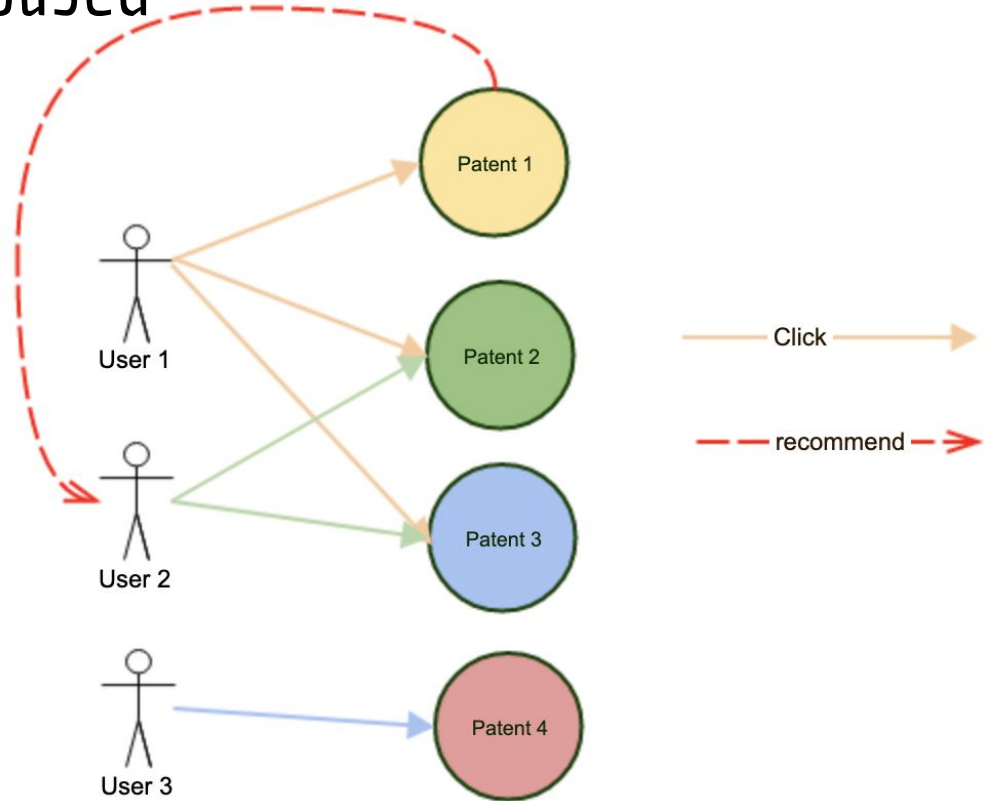 Patent 1
User 1
Patent 2
Click
recommend
User 2
Patent 3
User 3
Patent 4